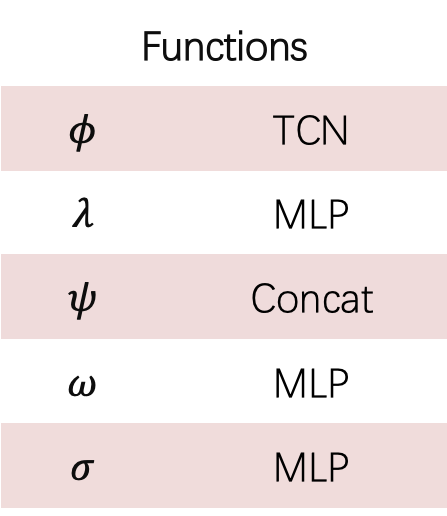 Functions
𝜙 TCN
𝜆 MLP
𝜓 Concat
𝜔 MLP
𝜎 MLP